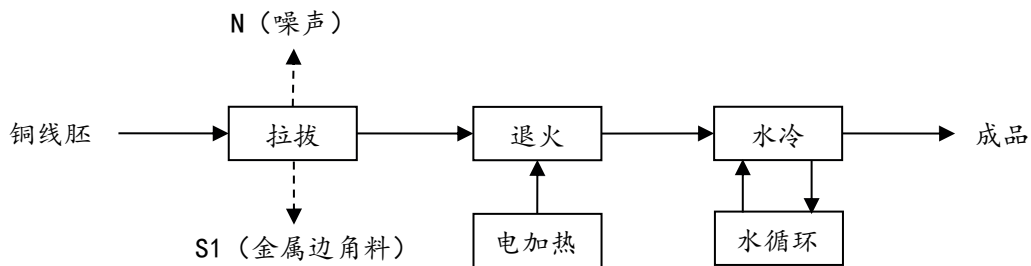 N（噪声）
铜线胚
拉拔
退火
水冷
成品
S1（金属边角料）
电加热
水循环